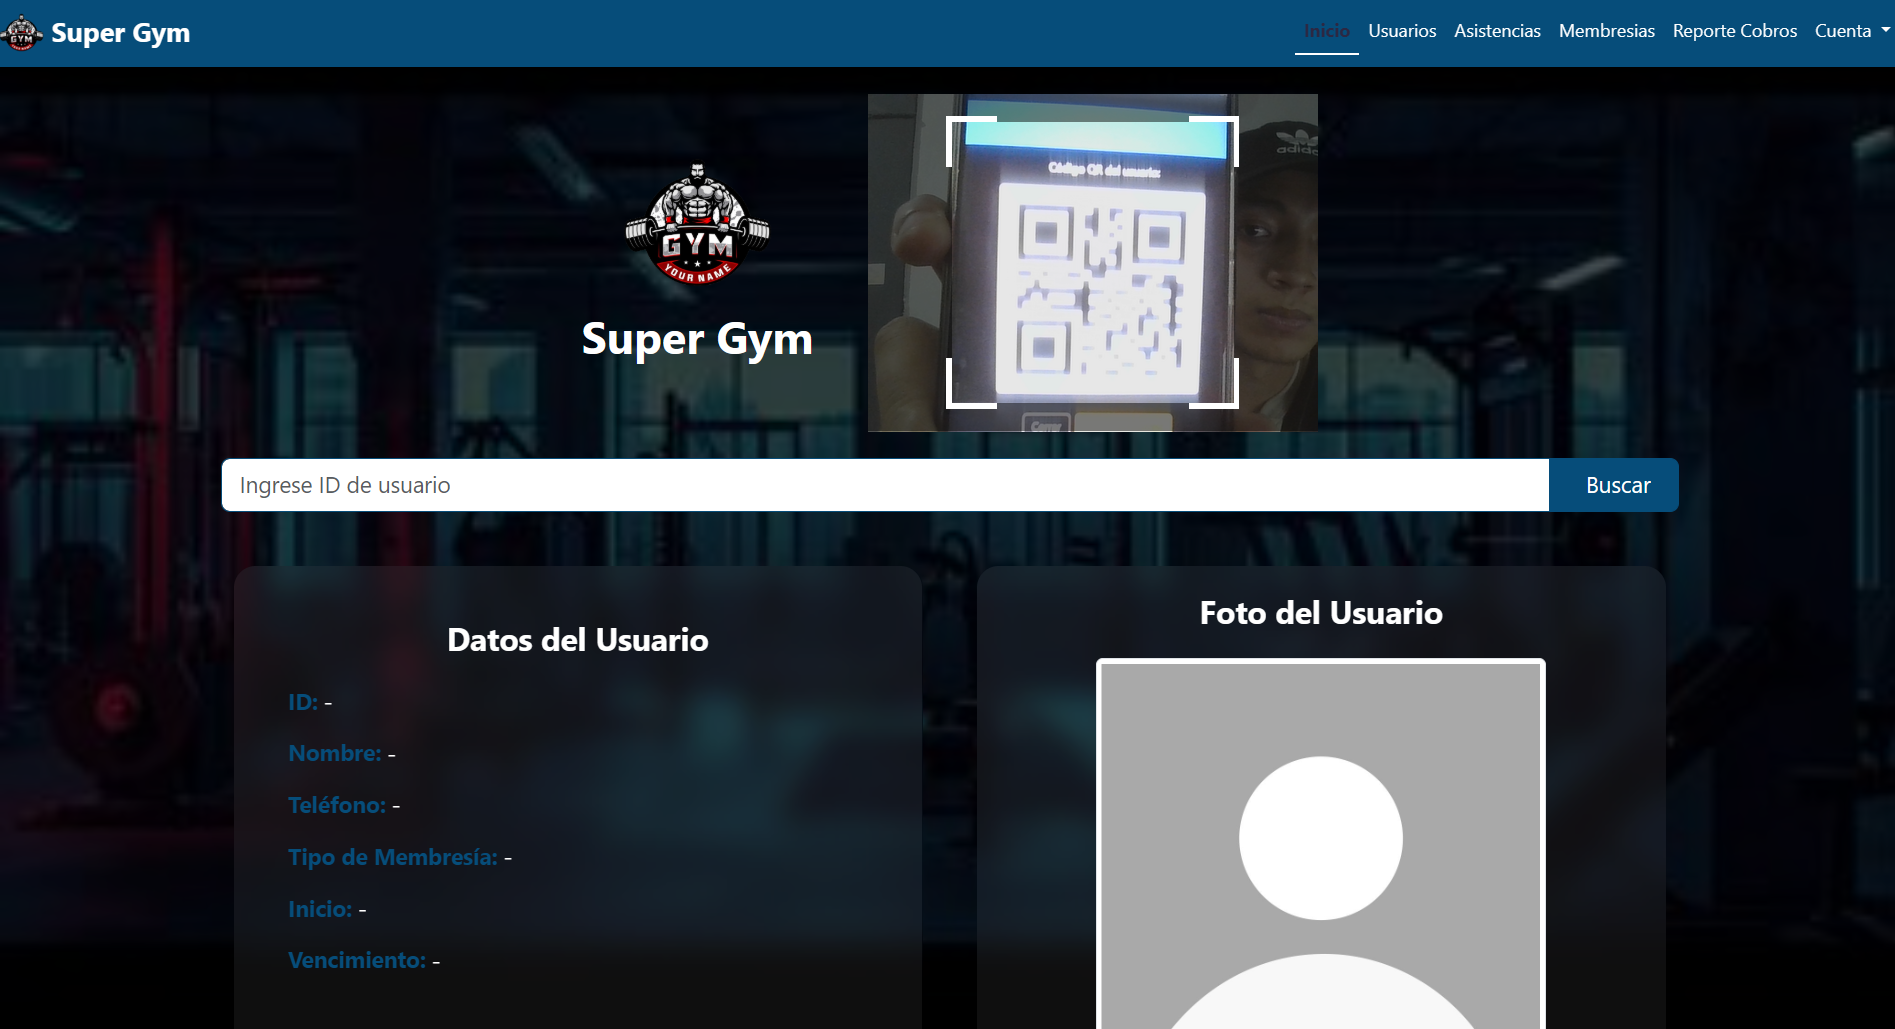 Super Gym
Inicio
Usuarios
Asistencias
Membresias
Reporte Cobros
Cuenta
adidas
Código QR del usuario:
GYM
YOUR NAME
Super Gym
Cerrar
Ingrese ID de usuario
Buscar
Datos del Usuario
ID: -
Nombre: -
Teléfono: -
Tipo de Membresía: -
Inicio: -
Vencimiento: -
Foto del Usuario